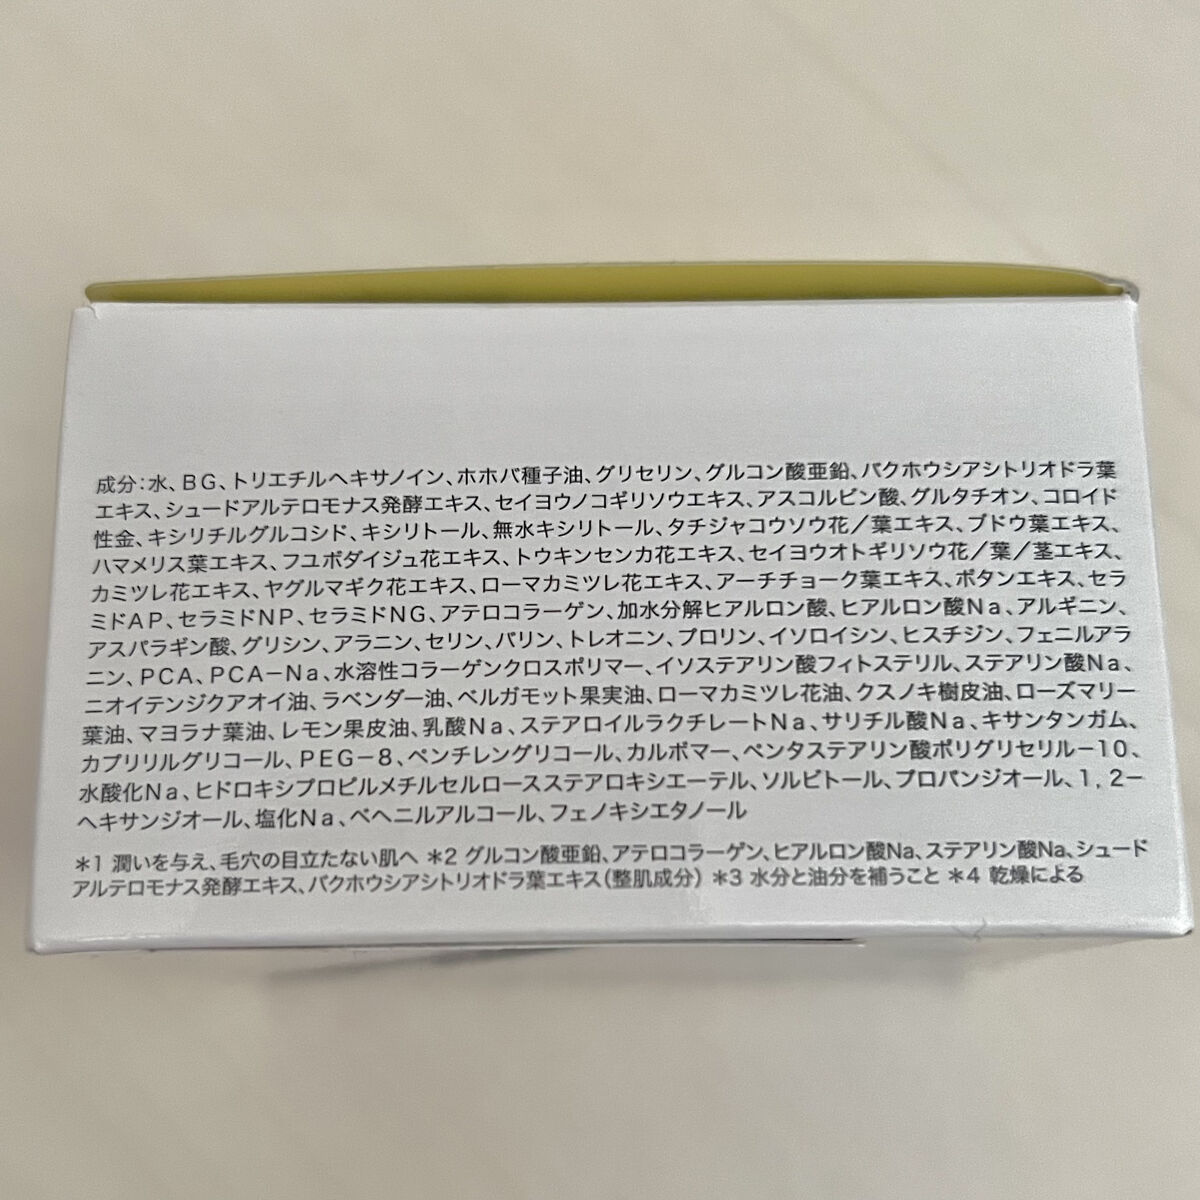 成分:水、BG、トリエチルヘキサノイン、ホホバ種子油、グリセリン、グルコン酸亜鉛、バクホウシアシトリオドラ葉
エキス、シュードアルテロモナス発酵エキス、セイヨウノコギリソウエキス、アスコルビン酸、グルタチオン、コロイド
性金、キシリチルグルコシド、キシリトール、無水キシリトール、タチジャコウソウ花/葉エキス、ブドウ葉エキス、
ハマメリス葉エキス、フユボダイジュ花エキス、トウキンセンカ花エキス、セイヨウオトギリソウ花/葉/茎エキス、
カミツレ花エキス、ヤグルマギク花エキス、ローマカミツレ花エキス、アーチチョーク葉エキス、ボタンエキス、セラ
ミドAP、セラミドNP、セラミドNG、アテロコラーゲン、加水分解ヒアルロン酸、ヒアルロン酸Na、アルギニン、
アスパラギン酸、グリシン、アラニン、セリン、バリン、トレオニン、プロリン、イソロイシン、ヒスチジン、フェニルアラ
ニン、PCA、PCA-Na、水溶性コラーゲンクロスポリマー、イソステアリン酸フィトステリル、ステアリン酸Na、
ニオイテンジクアオイ油、ラベンダー油、ベルガモット果実油、ローマカミツレ花油、クスノキ樹皮油、ローズマリー
葉油、マヨラナ葉油、レモン果皮油、乳酸Na、ステアロイルラクチレートNa、サリチル酸Na、キサンタンガム、
カプリリルグリコール、PEG-8、ペンチレングリコール、カルボマー、ペンタステアリン酸ポリグリセリル-10、
水酸化Na、ヒドロキシプロピルメチルセルロースステアロキシエーテル、ソルビトール、プロパンジオール、1,2-
ヘキサンジオール、塩化Na、ベヘニルアルコール、フェノキシエタノール
*1 潤いを与え、毛穴の目立たない肌へ *2 グルコン酸亜鉛、アテロコラーゲン、ヒアルロン酸Na、ステアリン酸Na、シュード
アルテロモナス発酵エキス、バクホウシアシトリオドラ葉エキス(整肌成分) *3 水分と油分を補うこと *4 乾燥による